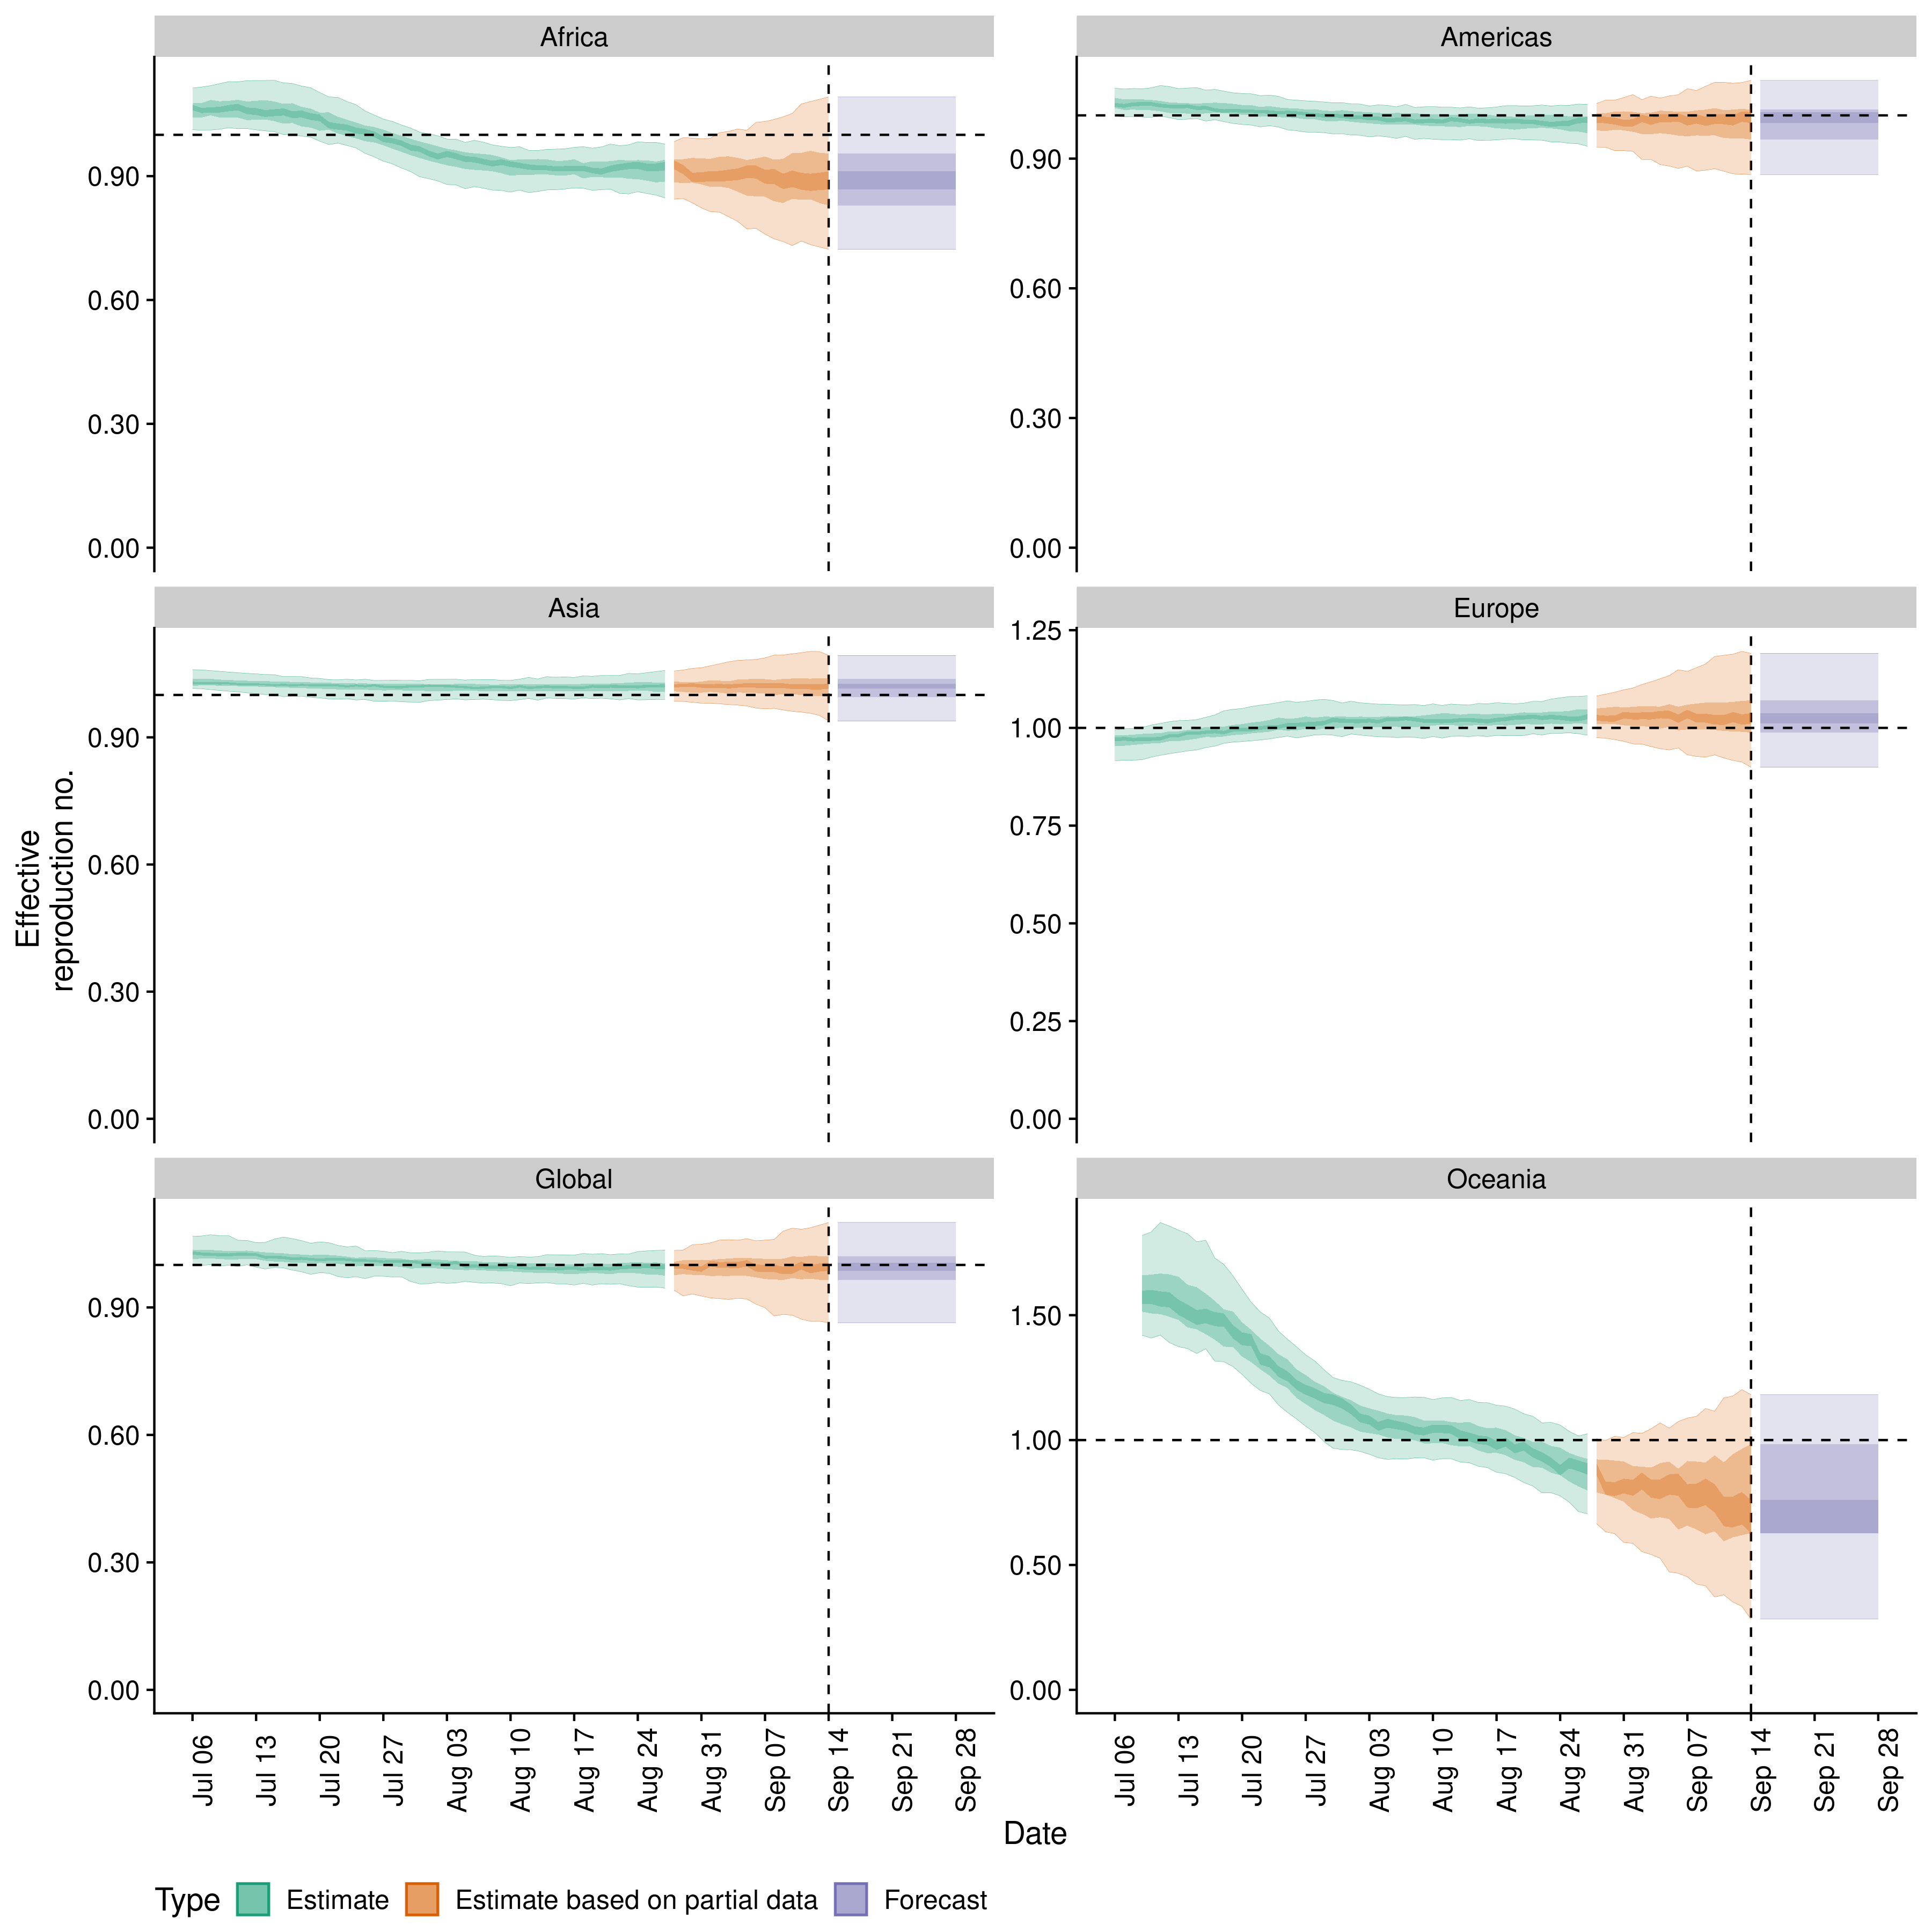 Africa
Americas
0.90
0.60
0.30
0.00
0.90
0.60
0.30
0.00
Asia
Europe
0.90
0.60
0.30
0.00
1.25
1.00
0.75
0.50
0.25
0.00
Effective
reproduction no.
Global
Oceania
0.90
0.60
0.30
0.00
1.50
1.00
0.50
0.00
Jul 06
Jul 13
Jul 20
Jul 27
Aug 03
Aug 10
Aug 17
Aug 24
Aug 31
Sep 07
Sep 14
Sep 21
Sep 28
Jul 06
Jul 13
Jul 20
Jul 27
Aug 03
Aug 10
Aug 17
Aug 24
Aug 31
Sep 07
Sep 14
Sep 21
Sep 28
Date
Type Estimate Estimate based on partial data Forecast